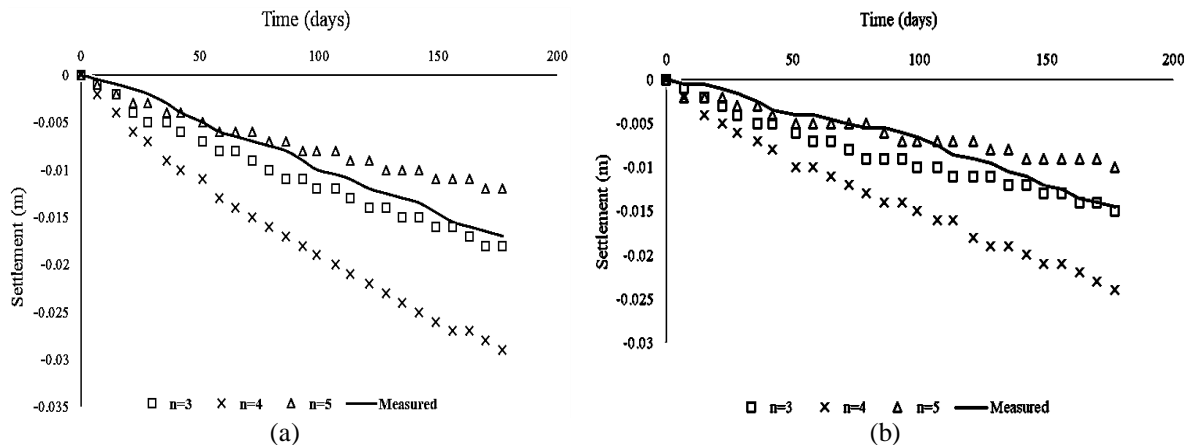 Time (days)
0 50 100 150 200
0
-0.005
-0.01
-0.015
-0.02
-0.025
-0.03
-0.035
Settlement (m)
n=3 n=4 n=5 Measured
(a)
Time (days)
0 50 100 150 200
0
-0.005
-0.01
-0.015
-0.02
-0.025
-0.03
Settlement (m)
n=3 n=4 n=5 Measured
(b)